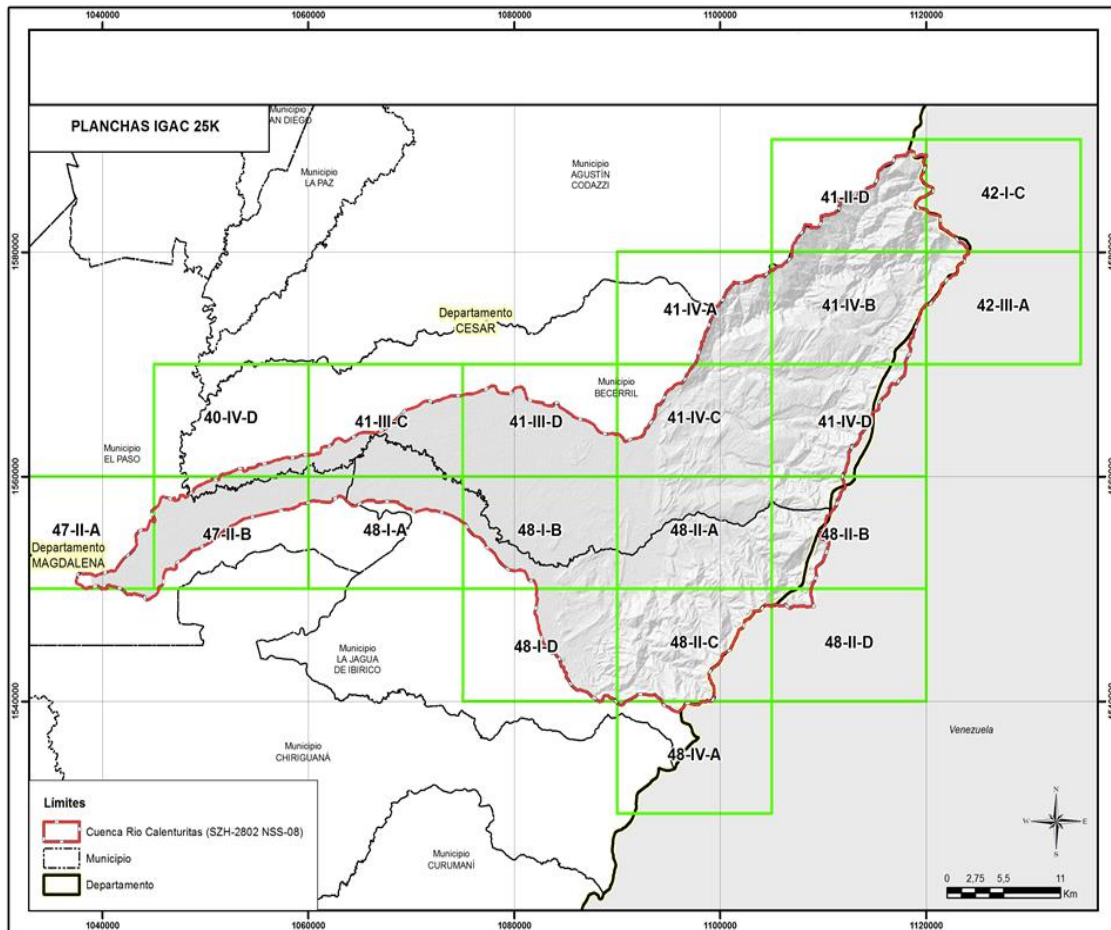 1040000
1060000
1080000
1100000
1120000
PLANCHAS IGAC 25K
Municipio
AN DIEGO
Municipio
LA PAZ
Municipio
AGUSTÍN
CODAZZI
41-II-D
42-I-C
1580000
41-IV-A
41-IV-B
42-III-A
Departamento
CESAR
Municipio
BECERRIL
40-IV-D
41-III-C
41-III-D
41-IV-C
41-IV-D
Municipio
EL PASO
1560000
47-II-A
47-II-B
48-I-A
48-I-B
48-II-A
48-II-B
Departamento
MAGDALENA
48-I-D
48-II-C
48-II-D
Municipio
LA JAGUA
DE IBIRICO
1540000
Municipio
CHIRIGUANÁ
48-IV-A
Venezuela
Municipio
CURUMANÍ
Límites
Cuenca Rio Calenturitas (SZH-2802 NSS-08)
Municipio
Departamento
N
W
E
S
0 2,75 5,5 11
Km
1040000
1060000
1080000
1100000
1120000